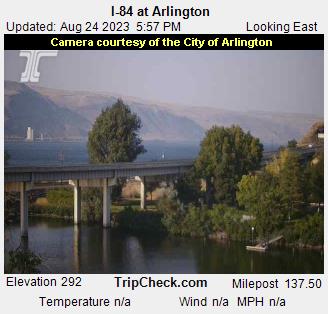 I-84 at Arlington
Updated: Aug 24 2023 5:57 PM Looking East
Camera courtesy of the City of Arlington
Elevation 292 TripCheck.com Milepost 137.50
Temperature n/a Wind n/a MPH n/a